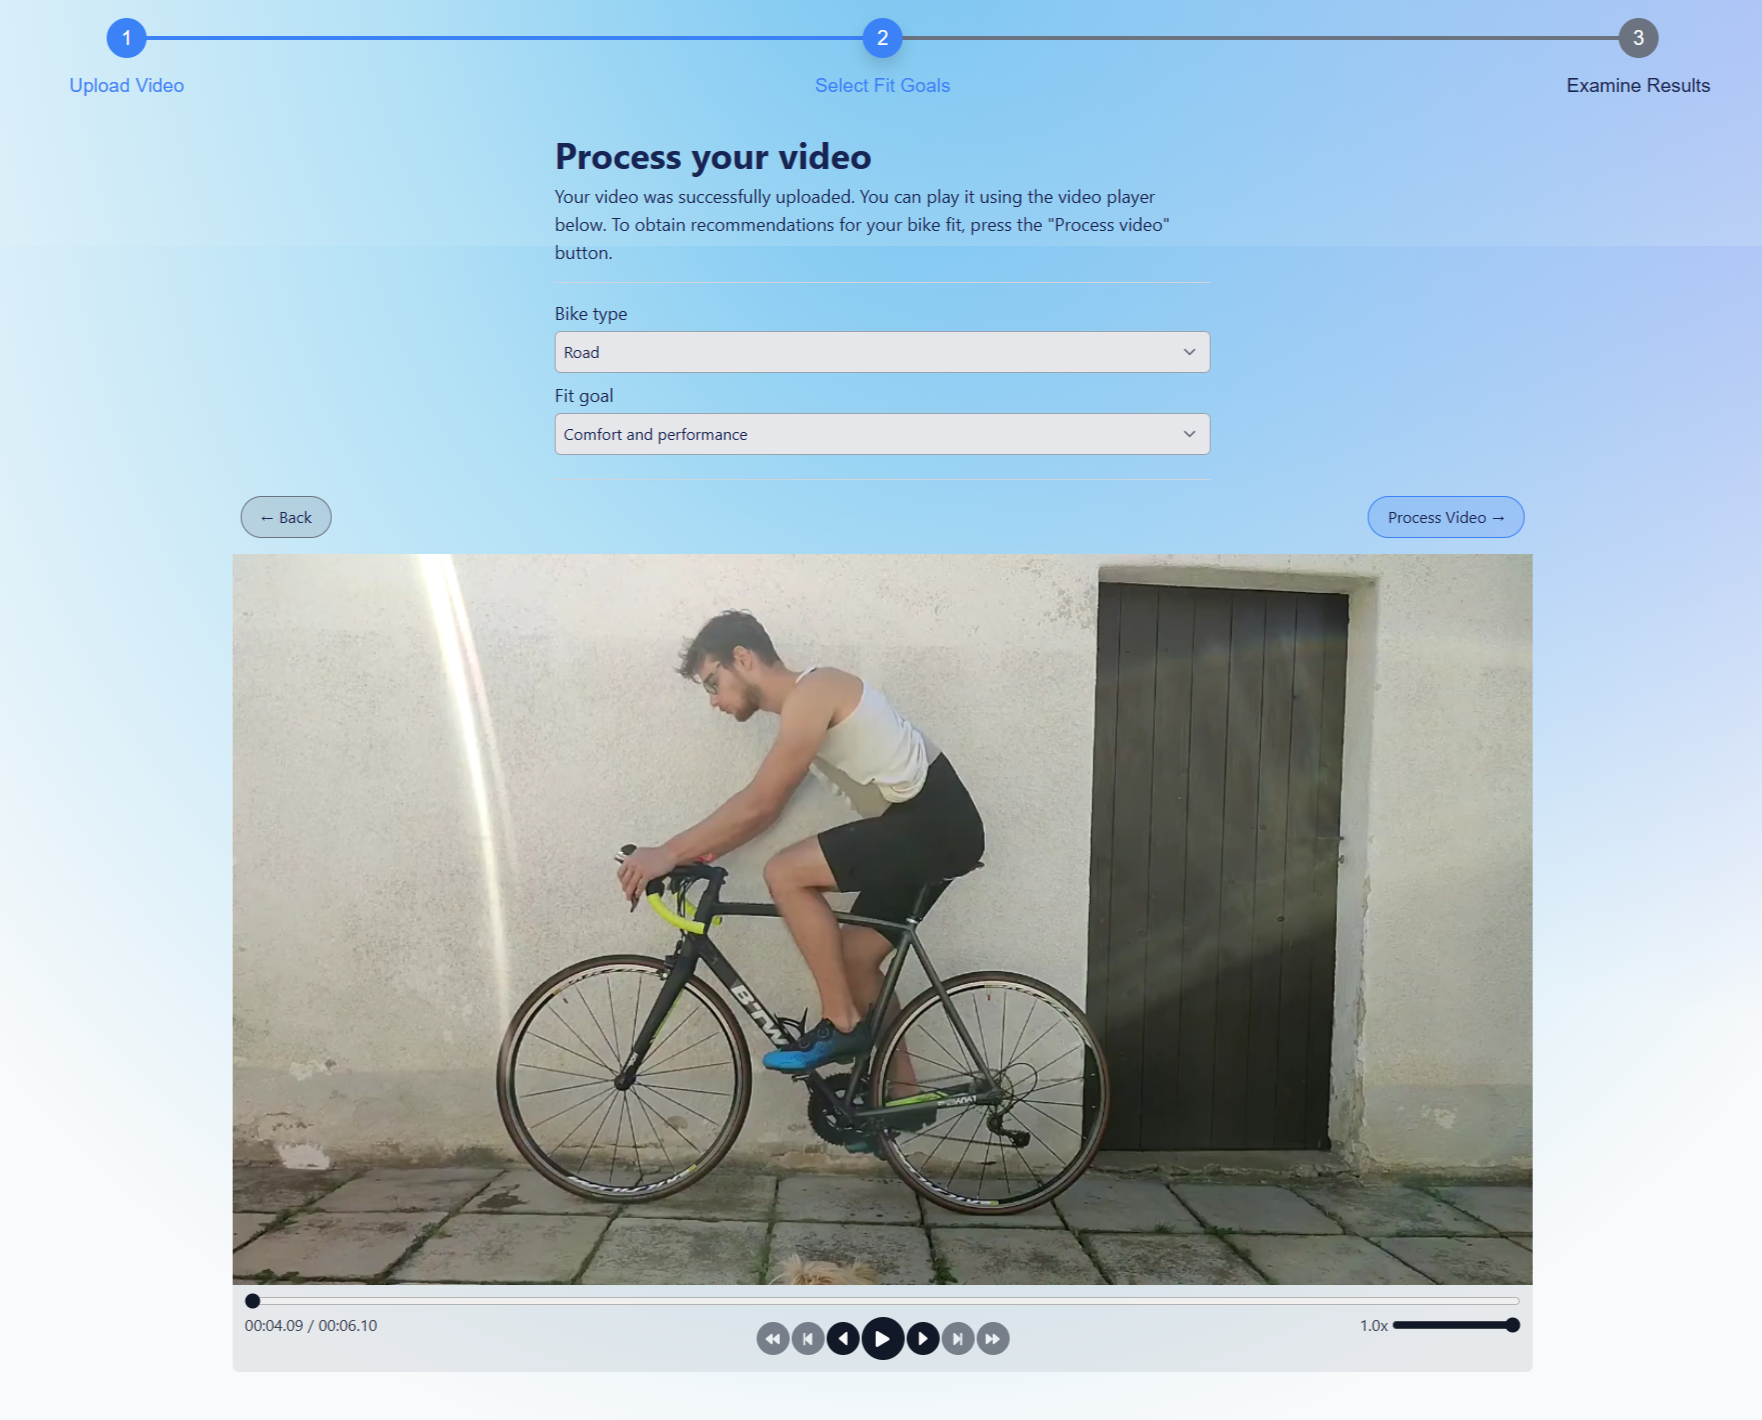 1
2
3
Upload Video
Select Fit Goals
Examine Results
Process your video
Your video was successfully uploaded. You can play it using the video player
below. To obtain recommendations for your bike fit, press the "Process video"
button.
Bike type
Road
Fit goal
Comfort and performance
← Back
Process Video →
BTWIN
00:04.09 / 00:06.10
1.0x